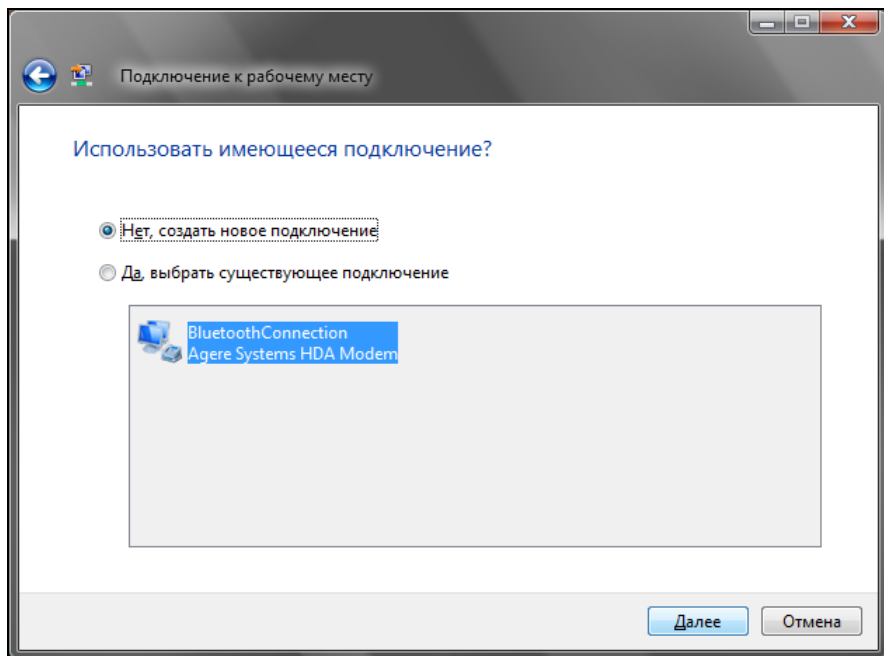 Подключение к рабочему месту
Использовать имеющееся подключение?
Нет, создать новое подключение
Да, выбрать существующее подключение
BluetoothConnection
Agere Systems HDA Modem
Далее
Отмена